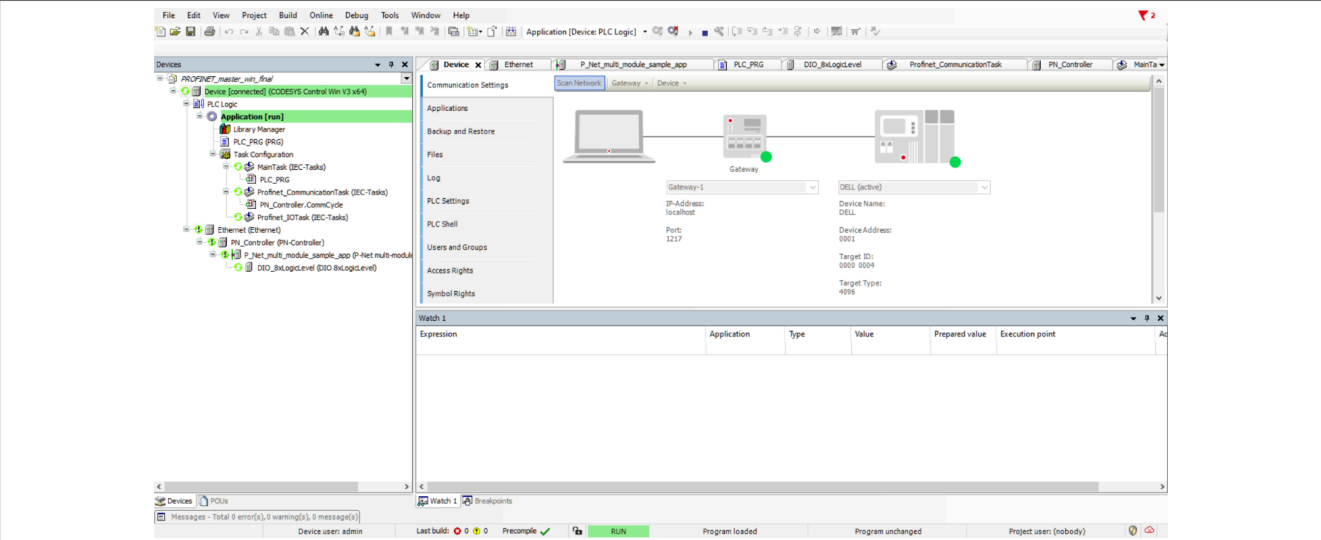 File Edit View Project Build Online Debug Tools Window Help
2
Application [Device: PLC Logic]
Devices
PROFINET_master_win_final
Device [connected] (CODESYS Control Win V3 x64)
PLC Logic
Application [run]
Library Manager
PLC_PRG (PRG)
Task Configuration
MainTask (IEC-Tasks)
PLC_PRG
Profinet_CommunicationTask (IEC-Tasks)
PN_Controller.CommCycle
Profinet_IOTask (IEC-Tasks)
Ethernet (Ethernet)
PN_Controller (PN-Controller)
P_Net_multi_module_sample_app (P-Net multi-module
DIO_8xLogicLevel (DIO 8xLogicLevel)
Devices POUs
Device Ethernet P_Net_multi_module_sample_app PLC_PRG DIO_8xLogicLevel Profinet_CommunicationTask PN_Controller MainTa
Communication Settings
Applications
Backup and Restore
Files
Log
PLC Settings
PLC Shell
Users and Groups
Access Rights
Symbol Rights
Scan Network Gateway Device
Gateway
Gateway-1
IP-Address:
localhost
Port:
1217
DELL (active)
Device Name:
DELL
Device Address:
0001
Target ID:
0000 0004
Target Type:
4096
Watch 1
Expression Application Type Value Prepared value Execution point Ac
Watch 1 Breakpoints
Messages - Total 0 error(s), 0 warning(s), 0 message(s)
Device user: admin Last build: 0 0 Precompile RUN Program loaded Program unchanged Project user: (nobody)